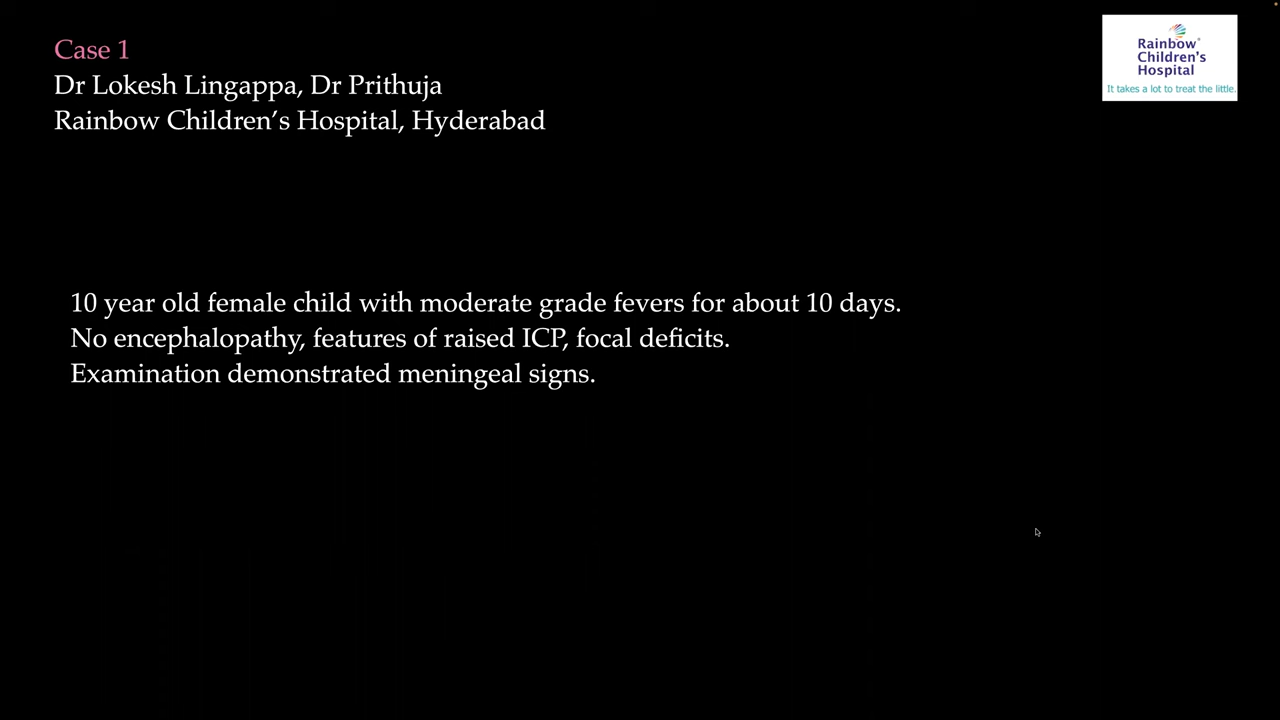 Case 1
Dr Lokesh Lingappa, Dr Prithuja
Rainbow Children’s Hospital, Hyderabad
Rainbow
Children's
Hospital
It takes a lot to treat the little.
10 year old female child with moderate grade fevers for about 10 days.
No encephalopathy, features of raised ICP, focal deficits.
Examination demonstrated meningeal signs.